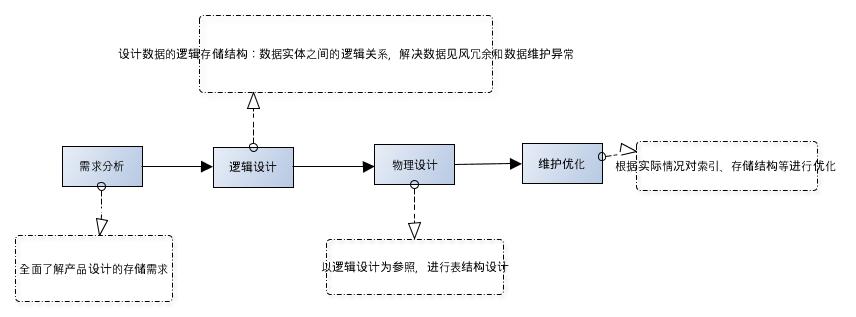 设计数据的逻辑存储结构：数据实体之间的逻辑关系，解决数据见风冗余和数据维护异常
需求分析
逻辑设计
物理设计
维护优化
根据实际情况对索引、存储结构等进行优化
全面了解产品设计的存储需求
以逻辑设计为参照，进行表结构设计